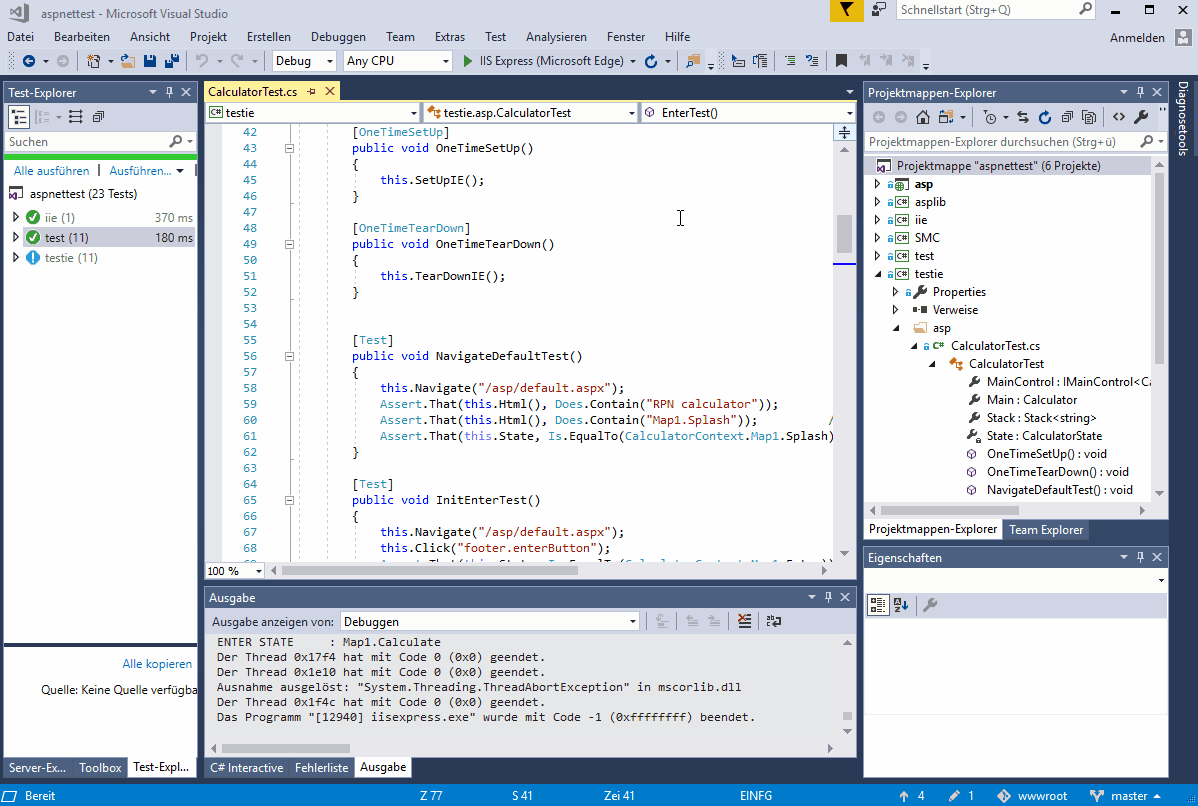 aspnettest - Microsoft Visual Studio
Schnellstart (Strg+Q)
Datei Bearbeiten Ansicht Projekt Erstellen Debuggen Team Extras Test Analysieren Fenster Hilfe
Anmelden
Debug Any CPU IIS Express (Microsoft Edge)
Test-Explorer
Suchen
Alle ausführen | Ausführen...
aspnettest (23 Tests)
iie (1) 370 ms
test (11) 180 ms
testie (11)
Alle kopieren
Quelle: Keine Quelle verfügba
Server-Ex... Toolbox Test-Expl...
CalculatorTest.cs
testie testie.asp.CalculatorTest EnterTest()
42 [OneTimeSetUp]
43 public void OneTimeSetUp()
44 {
45 this.SetUpIE();
46 }
47
48 [OneTimeTearDown]
49 public void OneTimeTearDown()
50 {
51 this.TearDownIE();
52 }
53
54
55 [Test]
56 public void NavigateDefaultTest()
57 {
58 this.Navigate("/asp/default.aspx");
59 Assert.That(this.Html(), Does.Contain("RPN calculator"));
60 Assert.That(this.Html(), Does.Contain("Map1.Splash")); /
61 Assert.That(this.State, Is.EqualTo(CalculatorContext.Map1.Splash)
62 }
63
64 [Test]
65 public void InitEnterTest()
66 {
67 this.Navigate("/asp/default.aspx");
68 this.Click("footer.enterButton");
100 %
Ausgabe
Ausgabe anzeigen von: Debuggen
ENTER STATE : Map1.Calculate
Der Thread 0x17f4 hat mit Code 0 (0x0) geendet.
Der Thread 0x1e10 hat mit Code 0 (0x0) geendet.
Ausnahme ausgelöst: "System.Threading.ThreadAbortException" in mscorlib.dll
Der Thread 0x1f4c hat mit Code 0 (0x0) geendet.
Das Programm "[12940] iisexpress.exe" wurde mit Code -1 (0xffffffff) beendet.
C# Interactive Fehlerliste Ausgabe
Projektmappen-Explorer
Projektmappen-Explorer durchsuchen (Strg+ü)
Projektmappe "aspnettest" (6 Projekte)
asp
asplib
iie
SMC
test
testie
Properties
Verweise
asp
CalculatorTest.cs
CalculatorTest
MainControl : IMainControl<Ca
Main : Calculator
Stack : Stack<string>
State : CalculatorState
OneTimeSetUp() : void
OneTimeTearDown() : void
NavigateDefaultTest() : void
Projektmappen-Explorer Team Explorer
Eigenschaften
Diagnosetools
Bereit Z 77 S 41 Zei 41 EINFG 4 1 wwwroot master